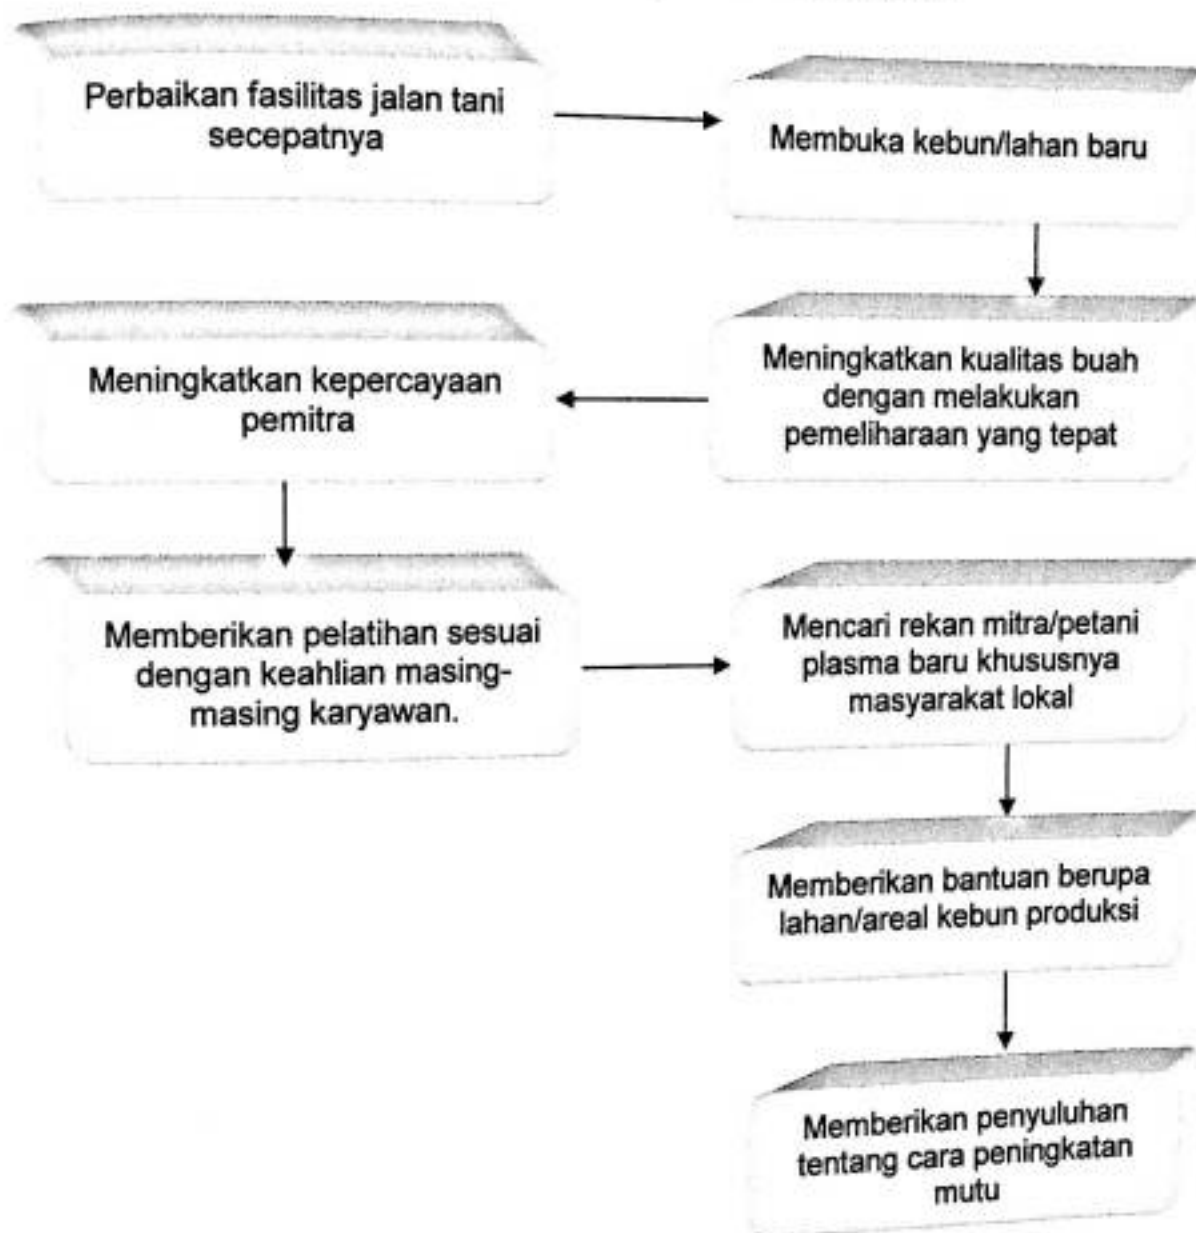 Perbaikan fasilitas jalan tani
secepatnya
Membuka kebun/lahan baru
Meningkatkan kualitas buah
dengan melakukan
pemeliharaan yang tepat
Meningkatkan kepercayaan
pemitra
Memberikan pelatihan sesuai
dengan keahlian masing-
masing karyawan.
Mencari rekan mitra/petani
plasma baru khususnya
masyarakat lokal
Memberikan bantuan berupa
lahan/areal kebun produksi
Memberikan penyuluhan
tentang cara peningkatan
mutu